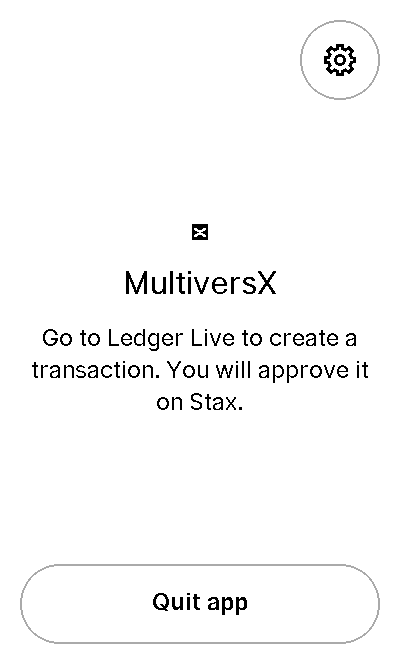 MultiversX
Go to Ledger Live to create a
transaction. You will approve it
on Stax.
Quit app